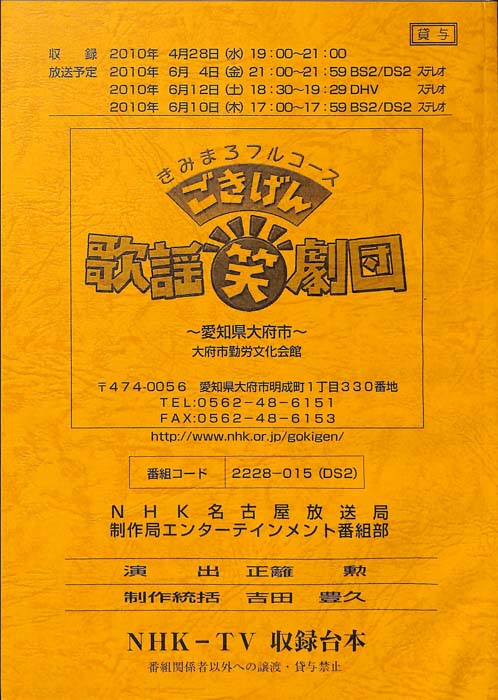 貸与
収　録　2010年　4月28日(水) 19：00〜21：00
放送予定　2010年　6月　4日(金) 21：00〜21：59 BS2/DS2 ステレオ
2010年　6月12日(土) 18：30〜19：29 DHV　ステレオ
2010年　6月10日(木) 17：00〜17：59 BS2/DS2 ステレオ
きみまろフルコース
ごきげん
歌謡笑劇団
〜愛知県大府市〜
大府市勤労文化会館
〒474-0056　愛知県大府市明成町1丁目330番地
TEL:0562-48-6151
FAX:0562-48-6153
http://www.nhk.or.jp/gokigen/
番組コード　2228-015 (DS2)
NHK名古屋放送局
制作局エンターテインメント番組部
演　出　正籬　勲
制作統括　吉田　豊久
NHK−TV 収録台本
番組関係者以外への譲渡・貸与禁止